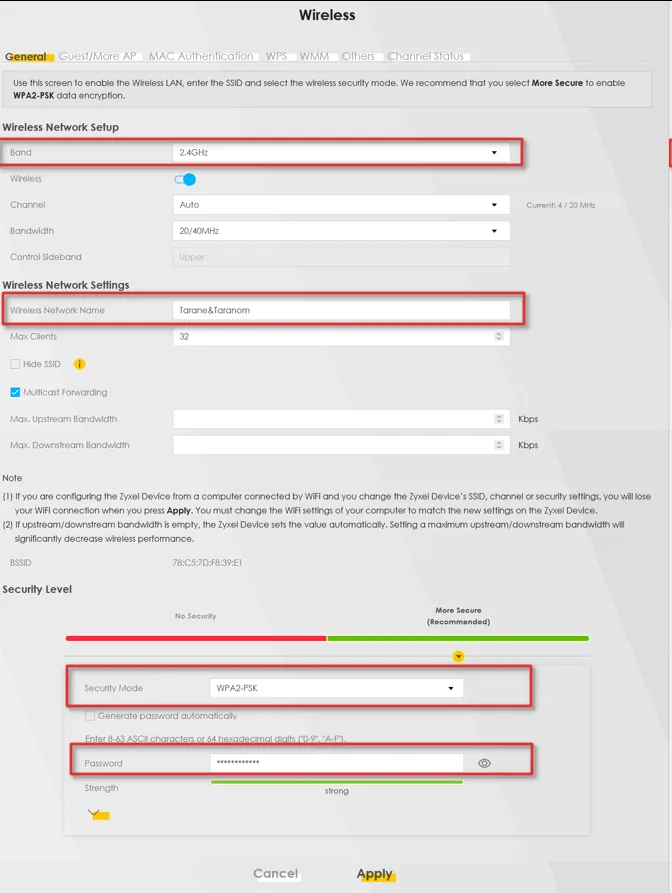 Wireless
General Guest/More AP MAC Authentication WPS WMM Others Channel Status
Use this screen to enable the Wireless LAN, enter the SSID and select the wireless security mode. We recommend that you select More Secure to enable
WPA2-PSK data encryption.
Wireless Network Setup
Band 2.4GHz
Wireless
Channel Auto Current: 4 / 20 MHz
Bandwidth 20/40MHz
Control Sideband Upper
Wireless Network Settings
Wireless Network Name Tarane&Taranom
Max Clients 32
Hide SSID
Multicast Forwarding
Max. Upstream Bandwidth Kbps
Max. Downstream Bandwidth Kbps
Note
(1) If you are configuring the Zyxel Device from a computer connected by WiFi and you change the Zyxel Device's SSID, channel or security settings, you will lose
your WiFi connection when you press Apply. You must change the WiFi settings of your computer to match the new settings on the Zyxel Device.
(2) If upstream/downstream bandwidth is empty, the Zyxel Device sets the value automatically. Setting a maximum upstream/downstream bandwidth will
significantly decrease wireless performance.
BSSID 78:C5:7D:F8:39:E1
Security Level
No Security More Secure
(Recommended)
Security Mode WPA2-PSK
Generate password automatically
Enter 8-63 ASCII characters or 64 hexadecimal digits ("0-9", "A-F").
Password ************
Strength
strong
Cancel Apply